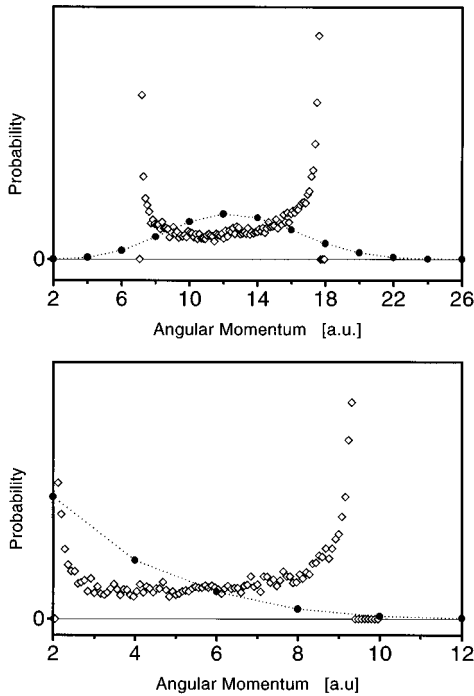 Probability
0
2 6 10 14 18 22 26
Angular Momentum [a.u.]
Probability
0
2 4 6 8 10 12
Angular Momentum [a.u]